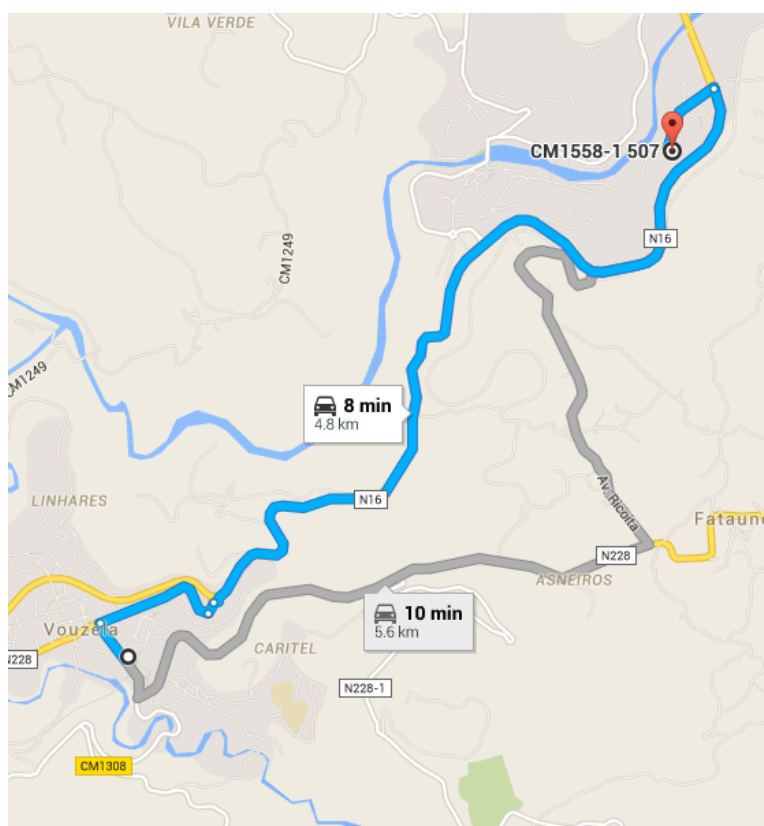 VILA VERDE
CM1558-1 507
N16
CM1249
CM1249
8 min
4.8 km
LINHARES
N16
Av. Ricoita
Fataunc
N228
ASNEIROS
10 min
5.6 km
Vouzela
CARITEL
N228
N228-1
CM1308